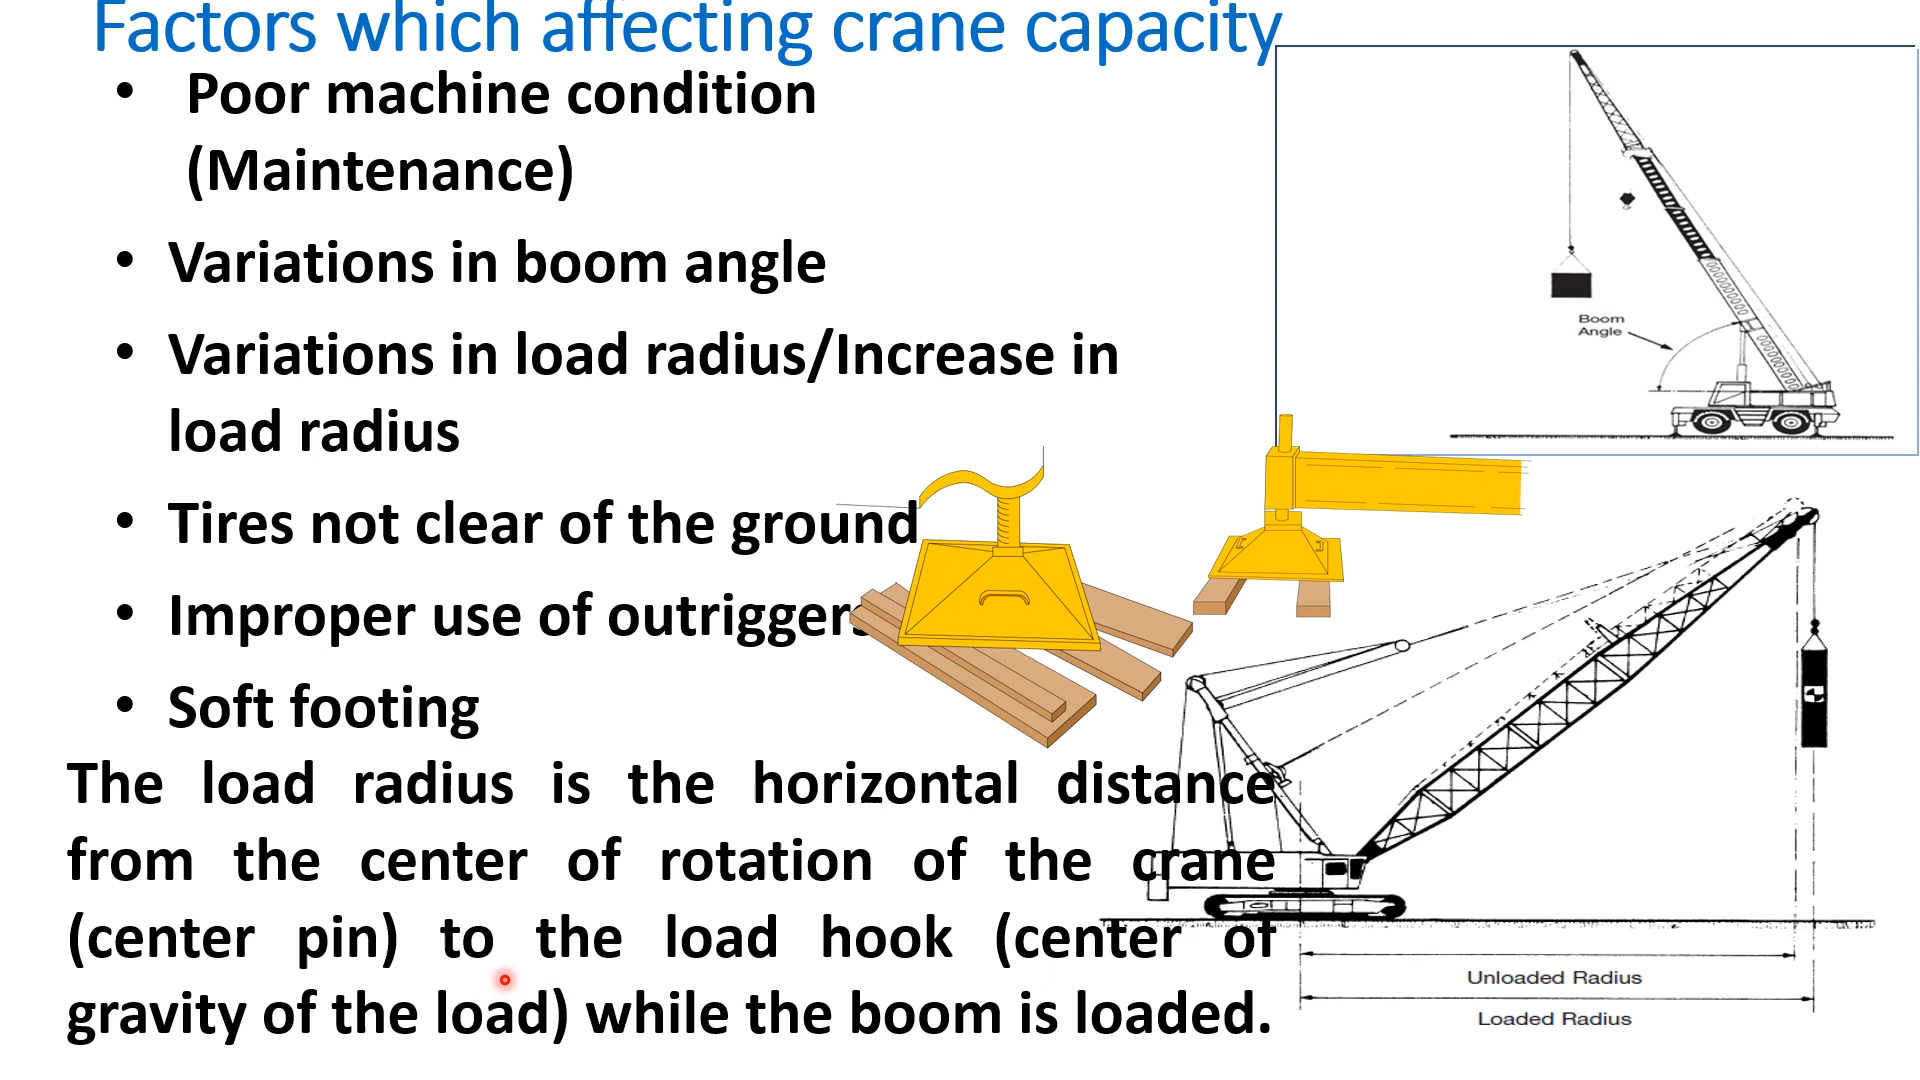 Factors which affecting crane capacity
• Poor machine condition
(Maintenance)
• Variations in boom angle
• Variations in load radius/Increase in
load radius
• Tires not clear of the ground
• Improper use of outriggers
• Soft footing
The load radius is the horizontal distance
from the center of rotation of the crane
(center pin) to the load hook (center of
gravity of the load) while the boom is loaded.
Boom
Angle
Unloaded Radius
Loaded Radius